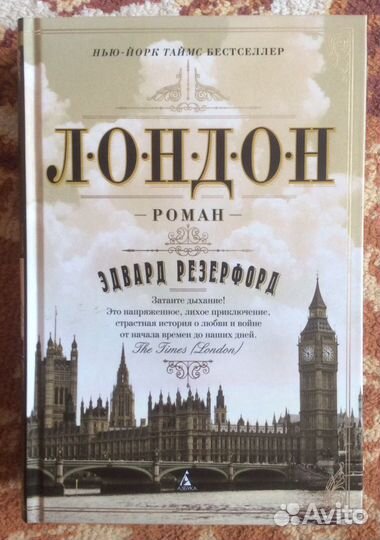 НЬЮ-ЙОРК ТАЙМС БЕСТСЕЛЛЕР
Л·О·Н·Д·О·Н
— РОМАН —
ЭДВАРД РЕЗЕРФОРД
Затаите дыхание!
Это напряженное, лихое приключение,
страстная история о любви и войне
от начала времен до наших дней.
The Times (London)
АЗБУКА
Avito